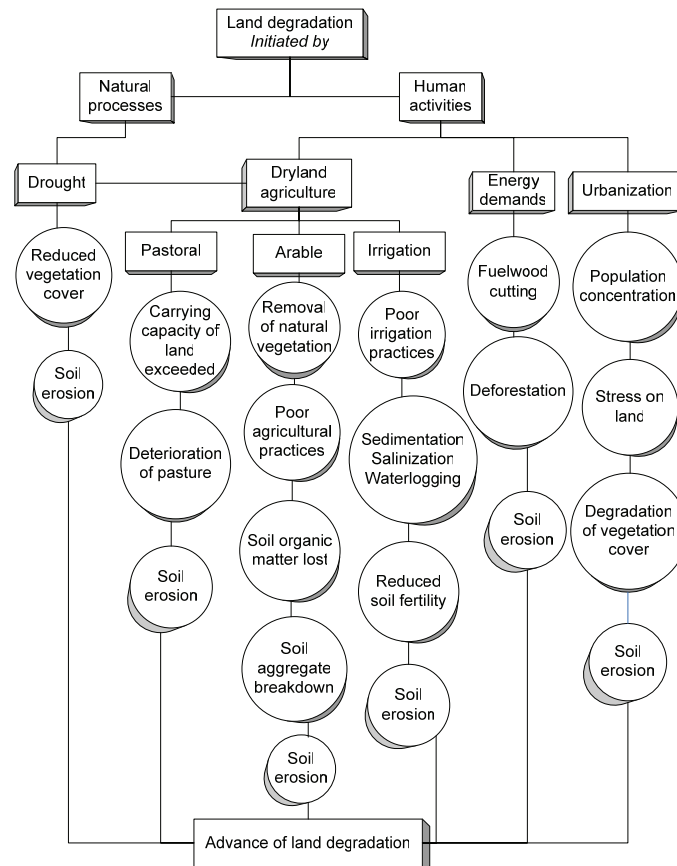 Land degradation
Initiated by
Natural
processes
Human
activities
Drought
Dryland
agriculture
Energy
demands
Urbanization
Pastoral
Arable
Irrigation
Reduced
vegetation
cover
Soil
erosion
Carrying
capacity of
land
exceeded
Deterioration
of pasture
Soil
erosion
Removal
of natural
vegetation
Poor
agricultural
practices
Soil organic
matter lost
Soil
aggregate
breakdown
Soil
erosion
Poor
irrigation
practices
Sedimentation
Salinization
Waterlogging
Reduced
soil fertility
Soil
erosion
Fuelwood
cutting
Deforestation
Soil
erosion
Population
concentration
Stress on
land
Degradation
of vegetation
cover
Soil
erosion
Advance of land degradation